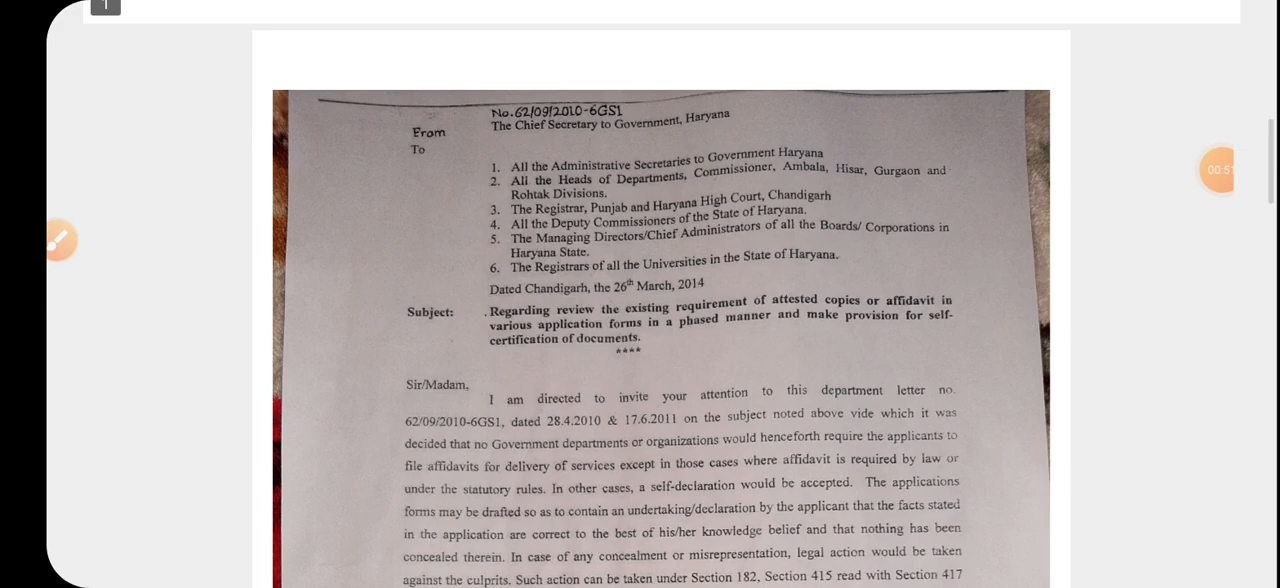 1
No.62/09/2010-6GS1
From
The Chief Secretary to Government, Haryana
To
1. All the Administrative Secretaries to Government Haryana
2. All the Heads of Departments, Commissioner, Ambala, Hisar, Gurgaon and
Rohtak Divisions.
3. The Registrar, Punjab and Haryana High Court, Chandigarh
4. All the Deputy Commissioners of the State of Haryana.
5. The Managing Directors/Chief Administrators of all the Boards/ Corporations in
Haryana State.
6. The Registrars of all the Universities in the State of Haryana.
Dated Chandigarh, the 26th March, 2014
Subject: .Regarding review the existing requirement of attested copies or affidavit in
various application forms in a phased manner and make provision for self-
certification of documents.
****
Sir/Madam,
I am directed to invite your attention to this department letter no.
62/09/2010-6GS1, dated 28.4.2010 & 17.6.2011 on the subject noted above vide which it was
decided that no Government departments or organizations would henceforth require the applicants to
file affidavits for delivery of services except in those cases where affidavit is required by law or
under the statutory rules. In other cases, a self-declaration would be accepted. The applications
forms may be drafted so as to contain an undertaking/declaration by the applicant that the facts stated
in the application are correct to the best of his/her knowledge belief and that nothing has been
concealed therein. In case of any concealment or misrepresentation, legal action would be taken
against the culprits. Such action can be taken under Section 182, Section 415 read with Section 417
00:51